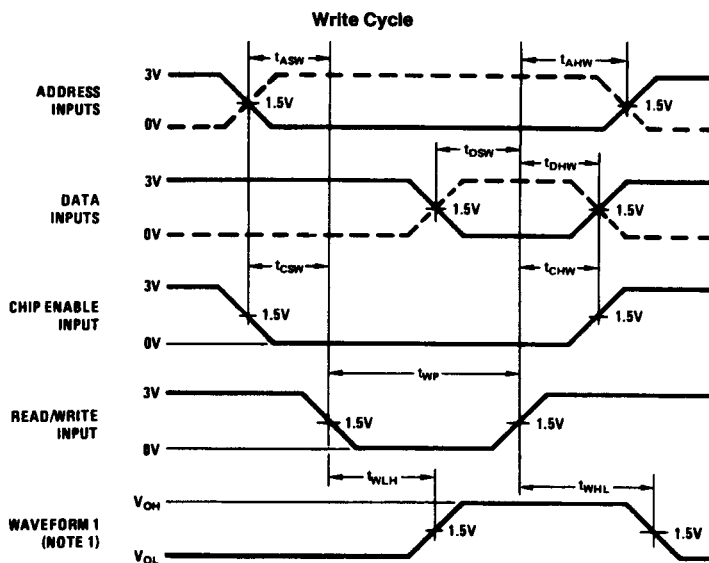 Write Cycle
tASW
tAHW
ADDRESS
INPUTS
3V
0V
1.5V
1.5V
tDSW
tDHW
DATA
INPUTS
3V
0V
1.5V
1.5V
tCSW
tCHW
CHIP ENABLE
INPUT
3V
0V
1.5V
1.5V
tWP
READ/WRITE
INPUT
3V
0V
1.5V
1.5V
tWLH
tWHL
WAVEFORM 1
(NOTE 1)
VOH
VOL
1.5V
1.5V